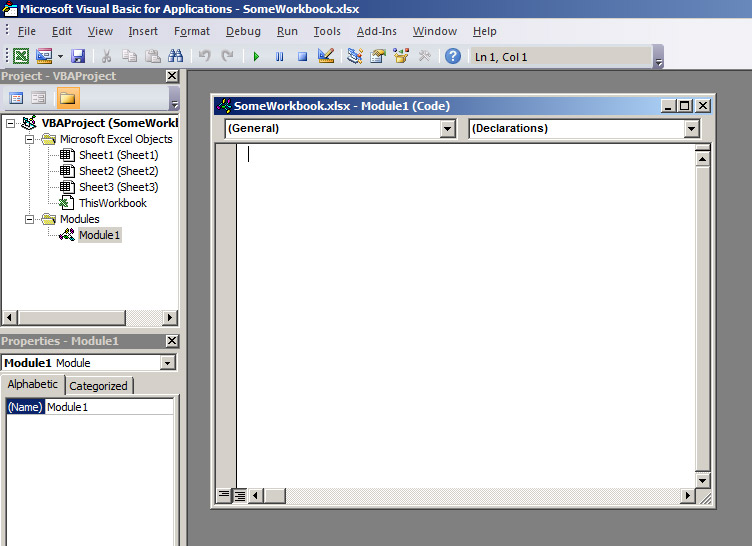 Microsoft Visual Basic for Applications - SomeWorkbook.xlsx
File Edit View Insert Format Debug Run Tools Add-Ins Window Help
Ln 1, Col 1
Project - VBAProject
VBAProject (SomeWorkl
Microsoft Excel Objects
Sheet1 (Sheet1)
Sheet2 (Sheet2)
Sheet3 (Sheet3)
ThisWorkbook
Modules
Module1
Properties - Module1
Module1 Module
Alphabetic Categorized
(Name) Module1
SomeWorkbook.xlsx - Module1 (Code)
(General) (Declarations)